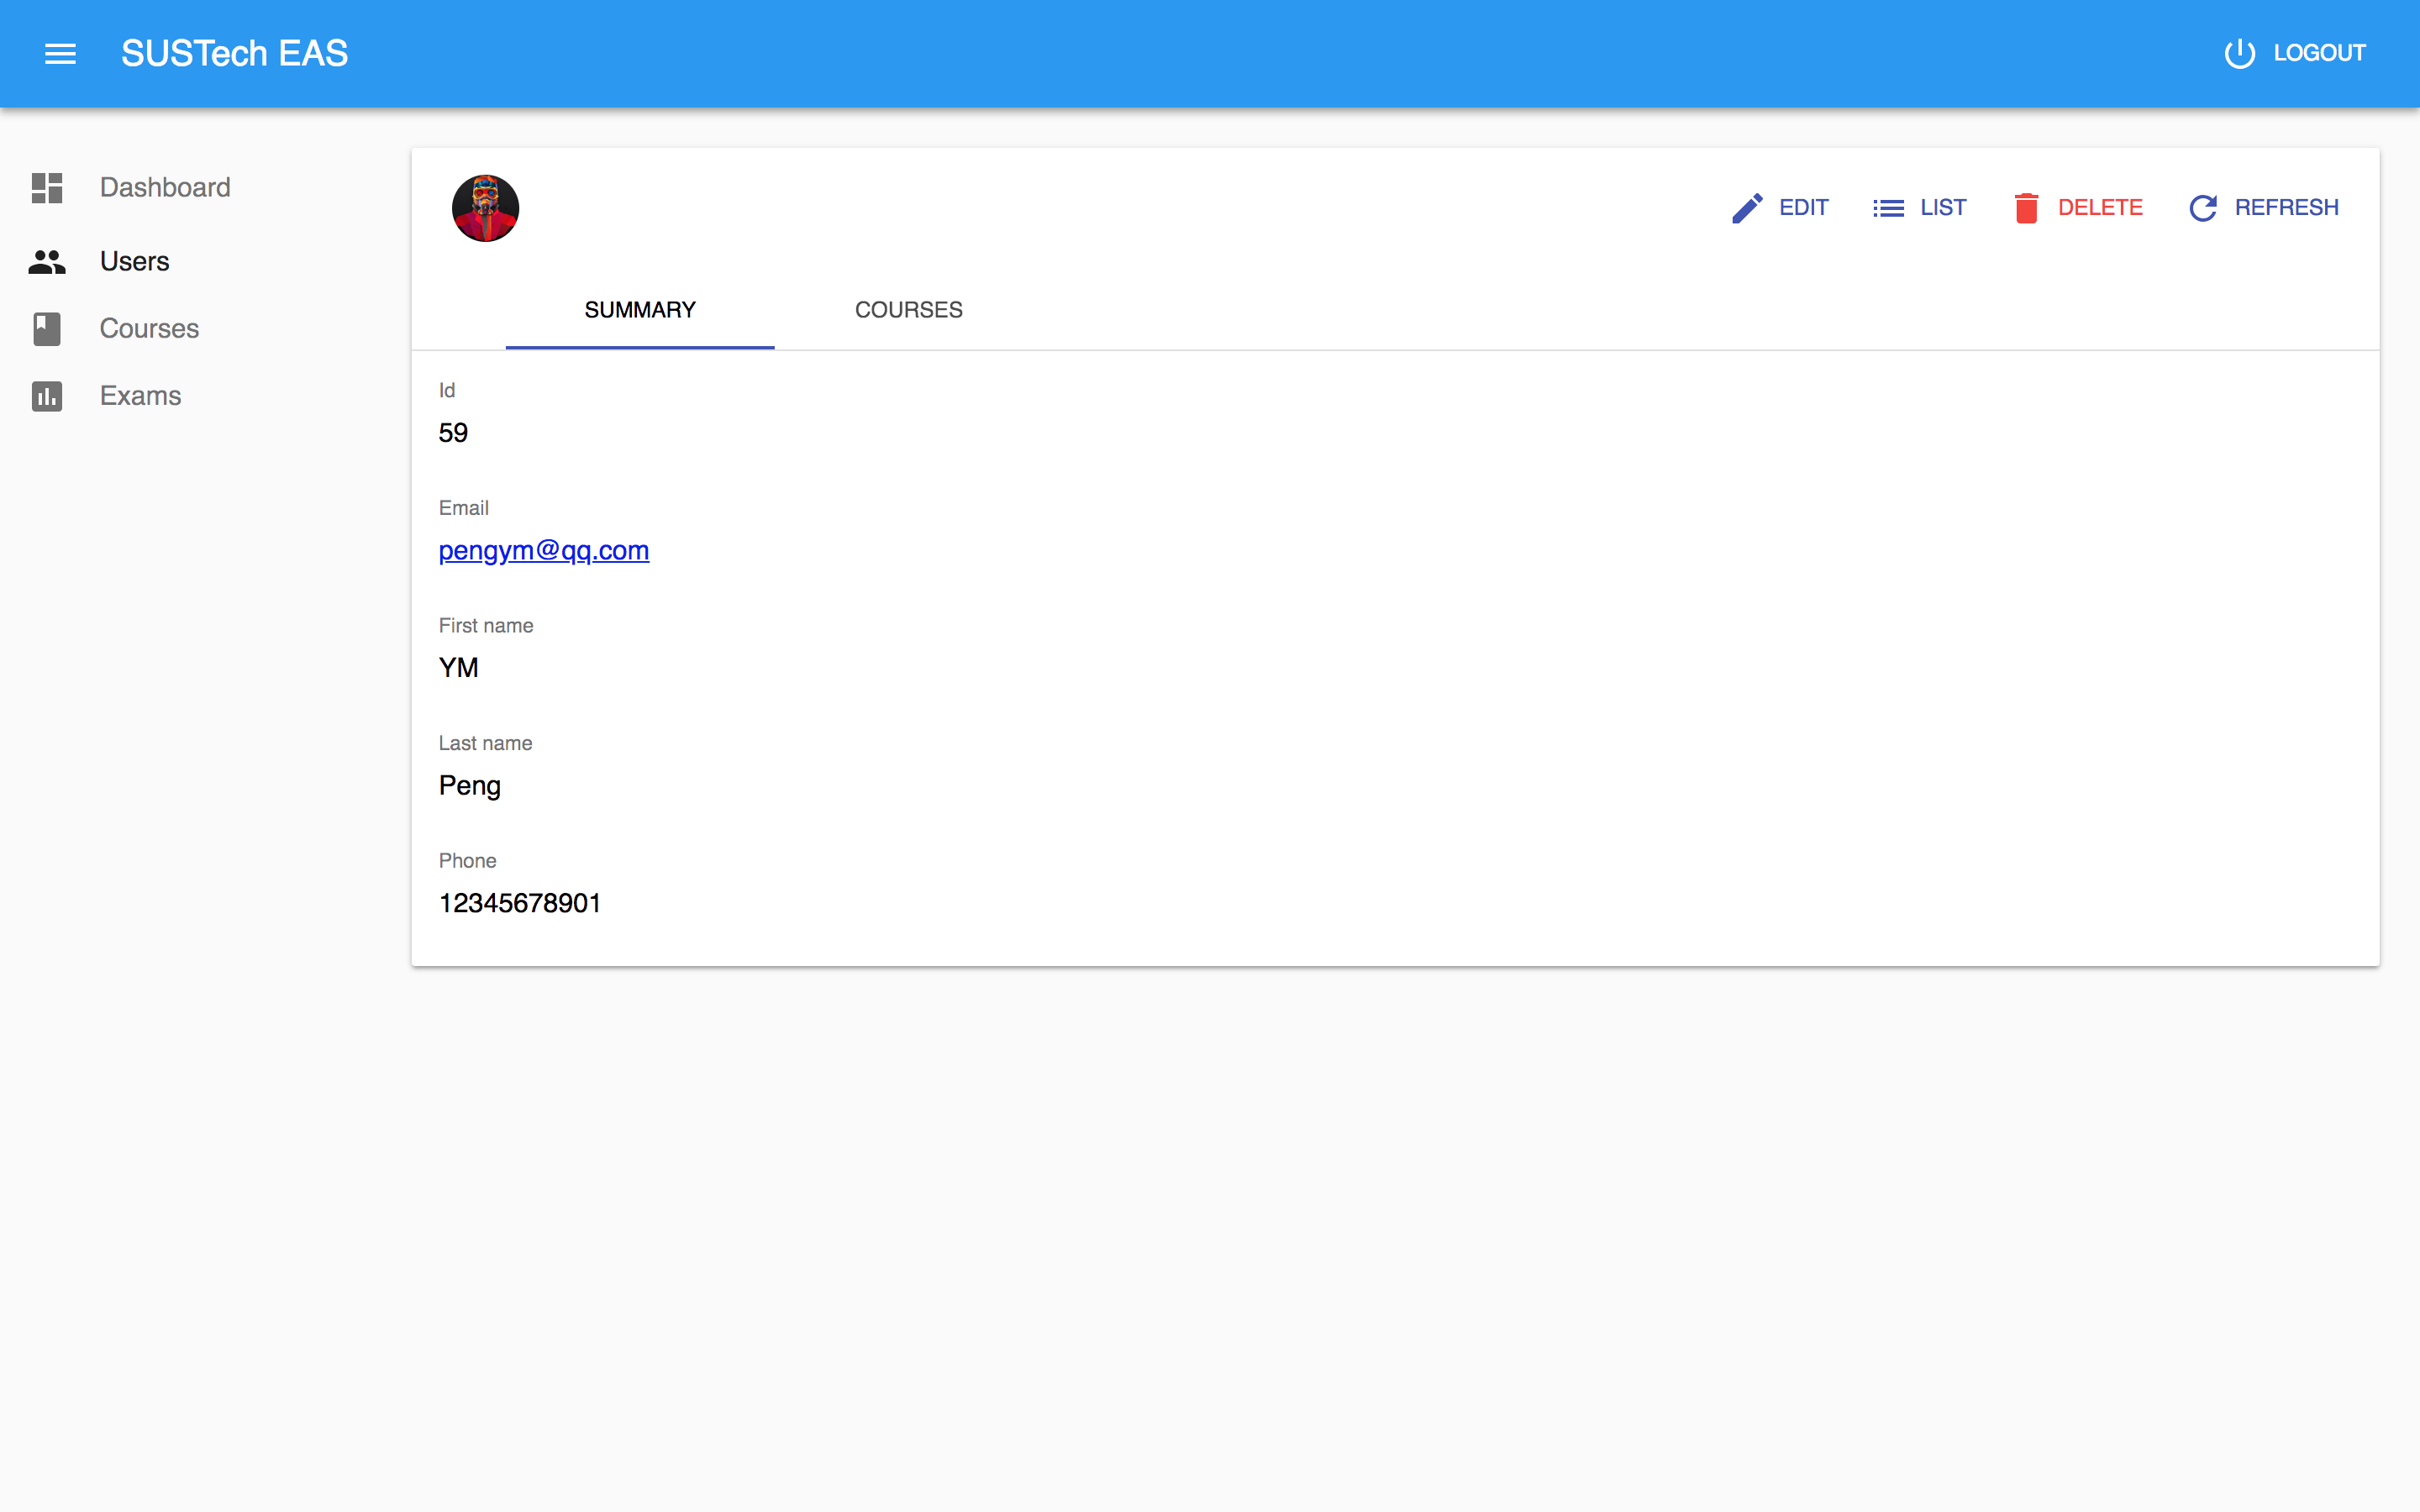 SUSTech EAS
LOGOUT
Dashboard
Users
Courses
Exams
EDIT
LIST
DELETE
REFRESH
SUMMARY
COURSES
Id
59
Email
pengym@qq.com
First name
YM
Last name
Peng
Phone
12345678901